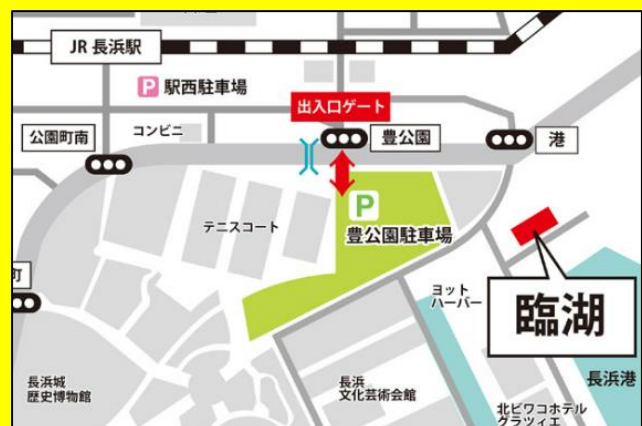 JR 長浜駅
P 駅西駐車場
出入口ゲート
公園町南
コンビニ
豊公園
港
P
テニスコート
豊公園駐車場
町
ヨット
ハーバー
臨湖
長浜城
歴史博物館
長浜
文化芸術会館
長浜港
北ビワコホテル
グラツィエ